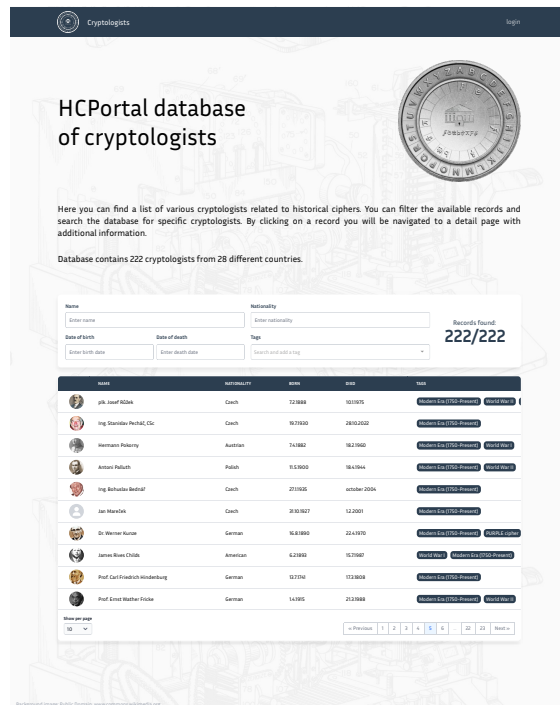 Cryptologists
login
HCPortal database
of cryptologists
Here you can find a list of various cryptologists related to historical ciphers. You can filter the available records and
search the database for specific cryptologists. By clicking on a record you will be navigated to a detail page with
additional information.
Database contains 222 cryptologists from 28 different countries.
Name
Nationality
Enter name
Enter nationality
Records found:
222/222
Date of birth
Date of death
Tags
Enter birth date
Enter death date
Search and add a tag
NAME NATIONALITY BORN DIED TAGS
plk. Josef Růžek Czech 7.2.1888 10.1.1975 Modern Era (1750-Present) World War II
Ing. Stanislav Pecháč, CSc Czech 19.7.1930 28.10.2022 Modern Era (1750-Present)
Hermann Pokorny Austrian 7.4.1882 18.2.1960 Modern Era (1750-Present) World War I
Antoni Palluth Polish 11.5.1900 18.4.1944 Modern Era (1750-Present) World War II
Ing. Bohuslav Bednář Czech 27.1.1935 october 2004 Modern Era (1750-Present)
Jan Mareček Czech 31.10.1927 1.2.2001 Modern Era (1750-Present)
Dr. Werner Kunze German 16.8.1890 22.4.1970 Modern Era (1750-Present) PURPLE cipher
James Rives Childs American 6.2.1893 15.7.1987 World War I Modern Era (1750-Present)
Prof. Carl Friedrich Hindenburg German 13.7.1741 17.3.1808 Modern Era (1750-Present)
Prof. Ernst Wather Fricke German 1.4.1915 21.3.1988 Modern Era (1750-Present) World War II
Show per page
10
« Previous 1 2 3 4 5 6 ... 22 23 Next »